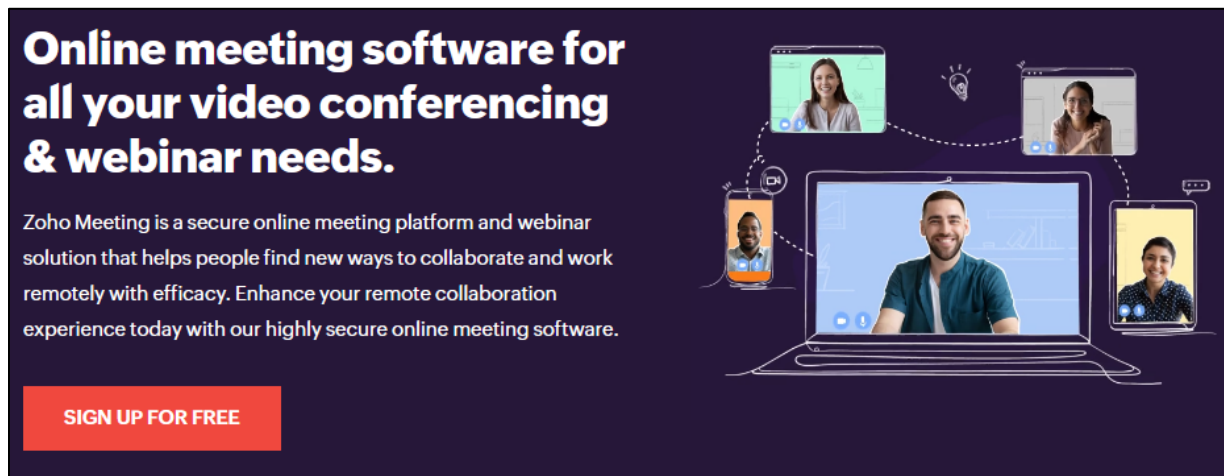 Online meeting software for
all your video conferencing
& webinar needs.
Zoho Meeting is a secure online meeting platform and webinar
solution that helps people find new ways to collaborate and work
remotely with efficacy. Enhance your remote collaboration
experience today with our highly secure online meeting software.
SIGN UP FOR FREE